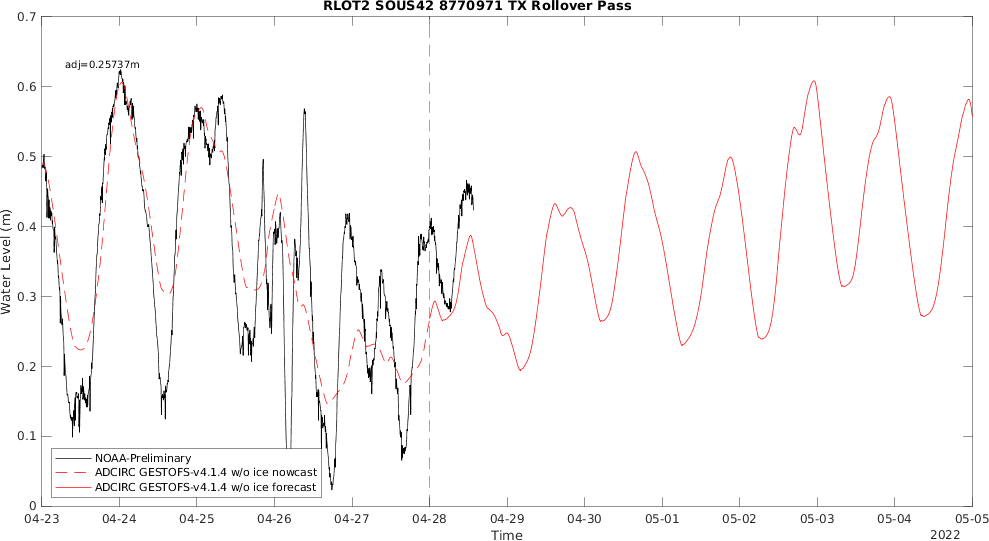 RLOT2 SOUS42 8770971 TX Rollover Pass
adj=0.25737m
0.7
0.6
0.5
0.4
0.3
0.2
0.1
0
Water Level (m)
NOAA-Preliminary
ADCIRC GESTOFS-v4.1.4 w/o ice nowcast
ADCIRC GESTOFS-v4.1.4 w/o ice forecast
04-23 04-24 04-25 04-26 04-27 04-28 04-29 04-30 05-01 05-02 05-03 05-04 05-05
Time
2022